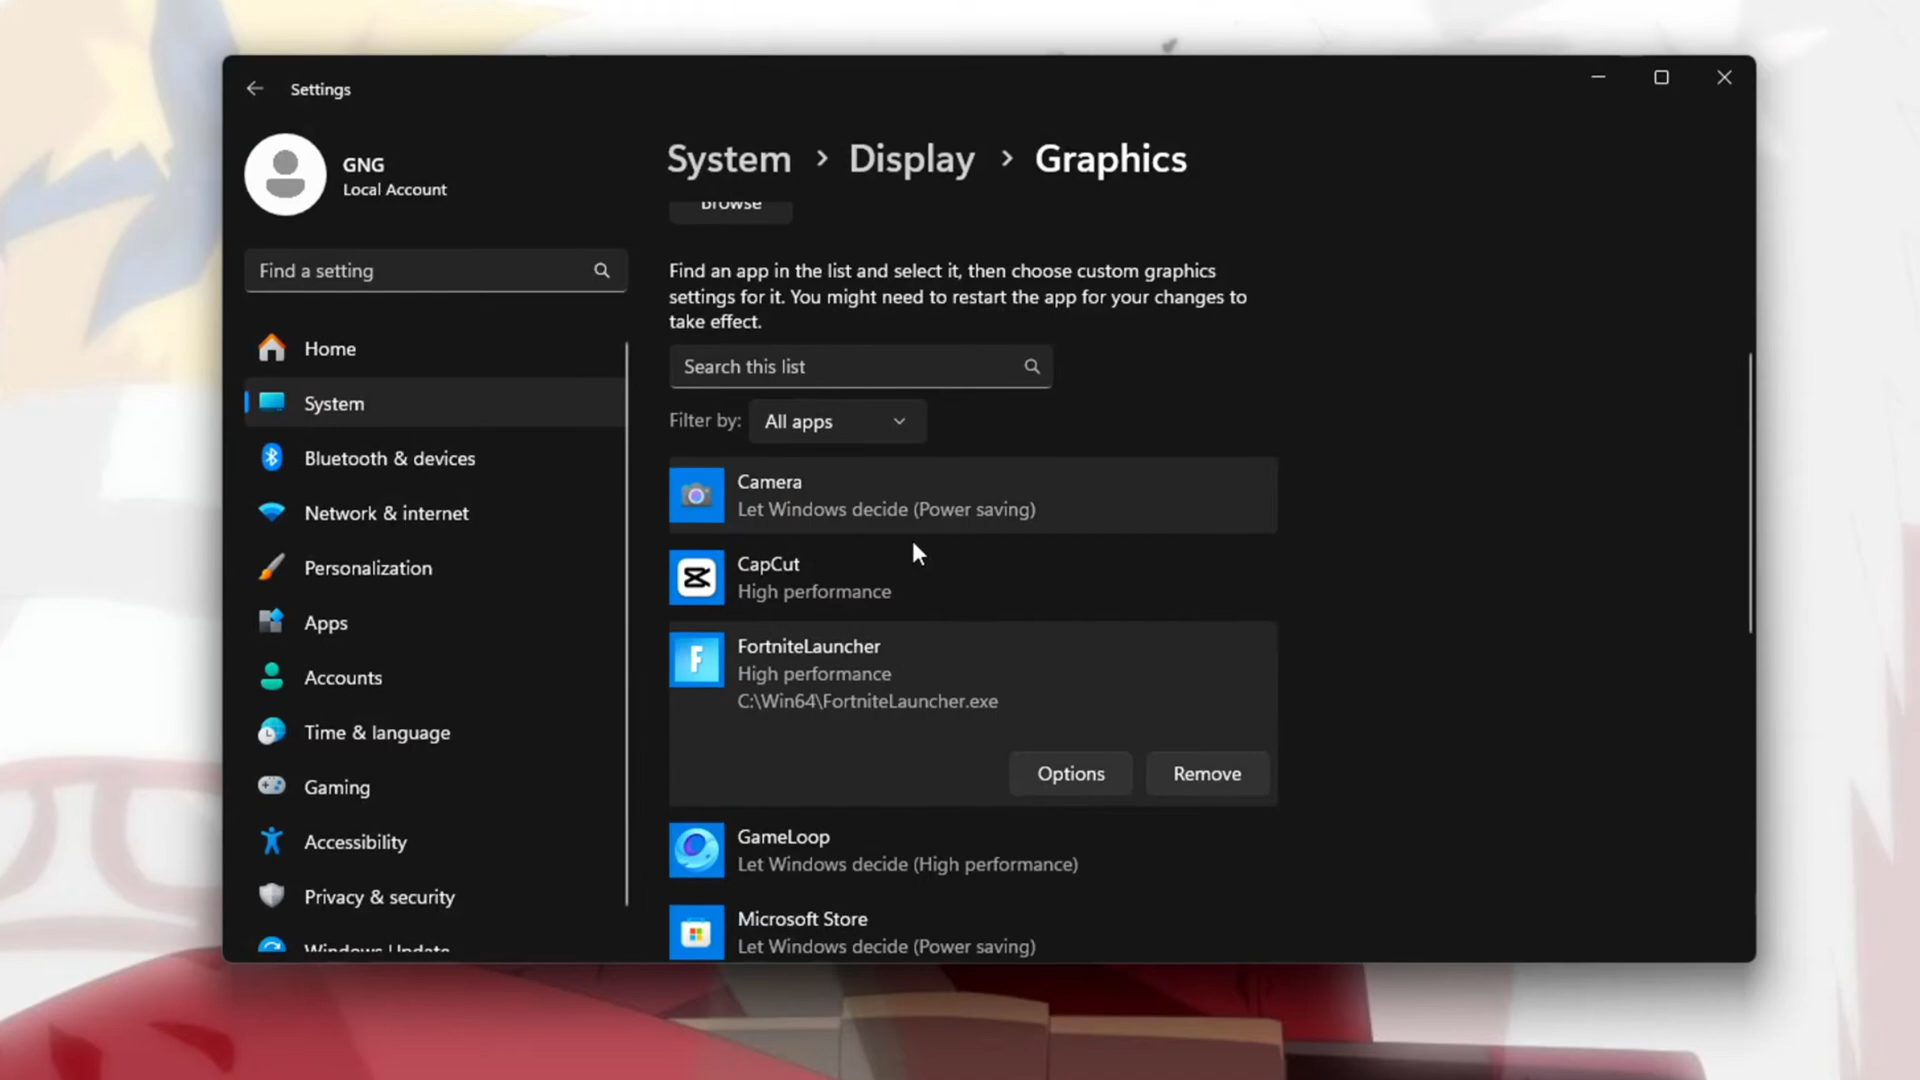 Settings
GNG
Local Account
Find a setting
Home
System
Bluetooth & devices
Network & internet
Personalization
Apps
Accounts
Time & language
Gaming
Accessibility
Privacy & security
Windows Update
System > Display > Graphics
Browse
Find an app in the list and select it, then choose custom graphics
settings for it. You might need to restart the app for your changes to
take effect.
Search this list
Filter by: All apps
Camera
Let Windows decide (Power saving)
CapCut
High performance
F
FortniteLauncher
High performance
C:\Win64\FortniteLauncher.exe
Options Remove
GameLoop
Let Windows decide (High performance)
Microsoft Store
Let Windows decide (Power saving)